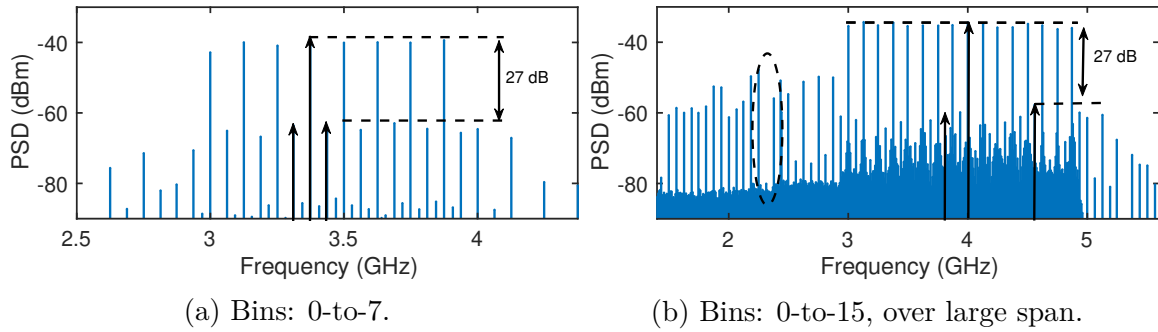 -40
-60
-80
PSD (dBm)
27 dB
2.5
3
3.5
4
Frequency (GHz)
(a) Bins: 0-to-7.
-40
-60
-80
PSD (dBm)
27 dB
2
3
4
5
Frequency (GHz)
(b) Bins: 0-to-15, over large span.